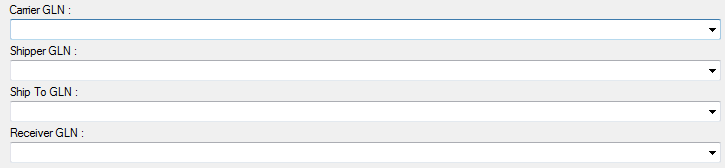 Carrier GLN :
Shipper GLN :
Ship To GLN :
Receiver GLN :